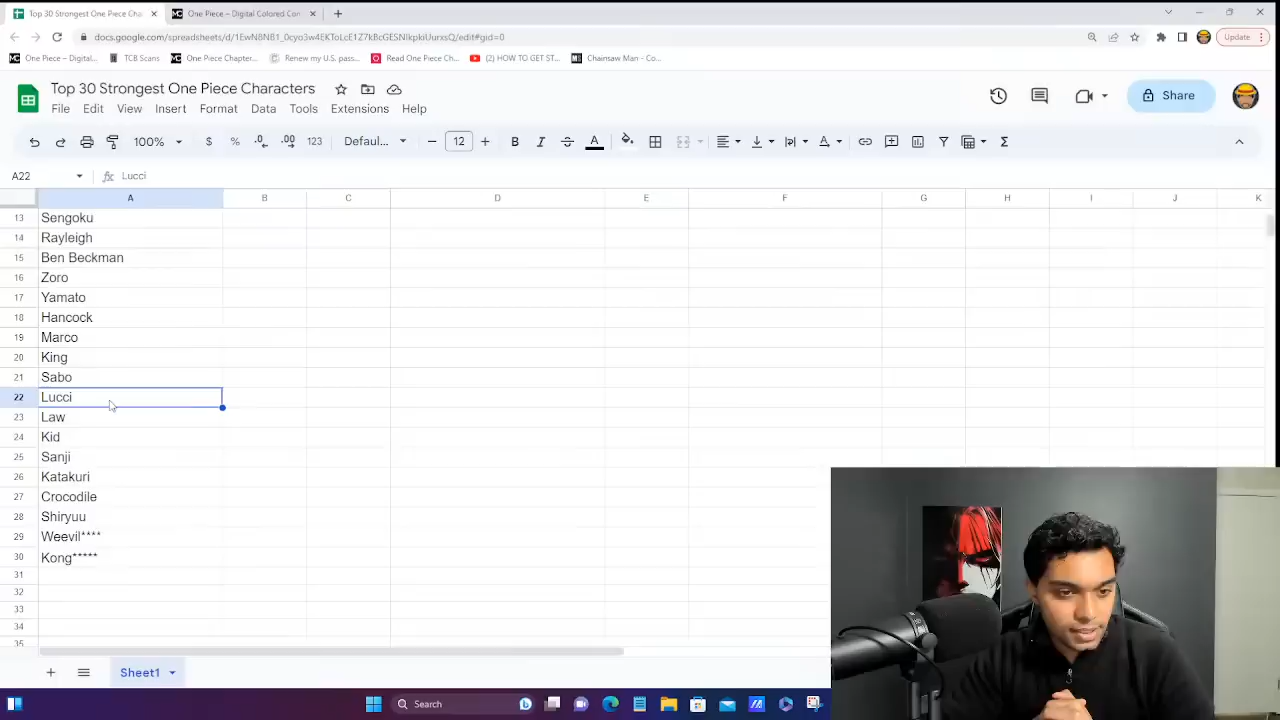 Top 30 Strongest One Piece Cha
One Piece – Digital Colored Con
docs.google.com/spreadsheets/d/
edit#gid=0
Update
One Piece – Digital...
TCB Scans
One Piece Chapter...
Renew my U.S. pass...
Read One Piece Ch...
(2) HOW TO GET ST...
Chainsaw Man - Co...
Top 30 Strongest One Piece Characters
File Edit View Insert Format Data Tools Extensions Help
Share
100% $ % .0 .00 123 Defaul... 12 B I A
A22 Lucci
A B C D E F G H I J K
13 Sengoku
14 Rayleigh
15 Ben Beckman
16 Zoro
17 Yamato
18 Hancock
19 Marco
20 King
21 Sabo
22 Lucci
23 Law
24 Kid
25 Sanji
26 Katakuri
27 Crocodile
28 Shiryuu
29 Weevil****
30 Kong*****
31
32
33
34
35
Sheet1
Search